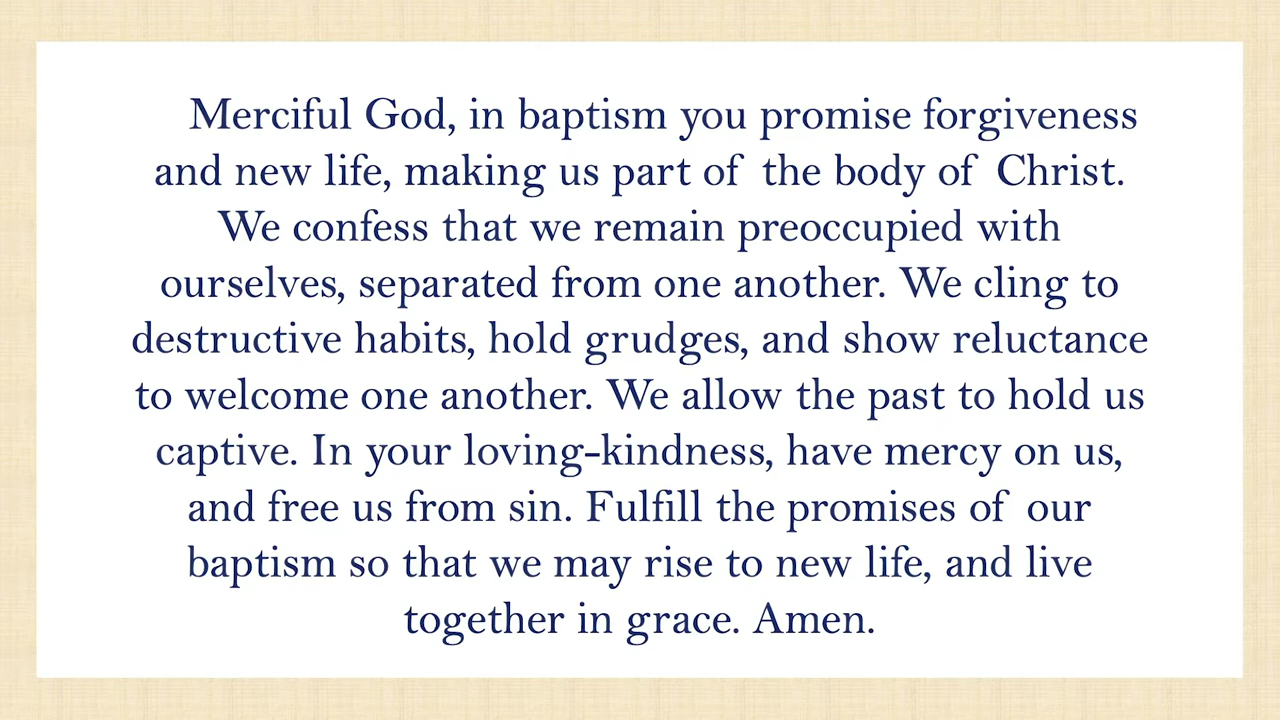 Merciful God, in baptism you promise forgiveness
and new life, making us part of the body of Christ.
We confess that we remain preoccupied with
ourselves, separated from one another. We cling to
destructive habits, hold grudges, and show reluctance
to welcome one another. We allow the past to hold us
captive. In your loving-kindness, have mercy on us,
and free us from sin. Fulfill the promises of our
baptism so that we may rise to new life, and live
together in grace. Amen.